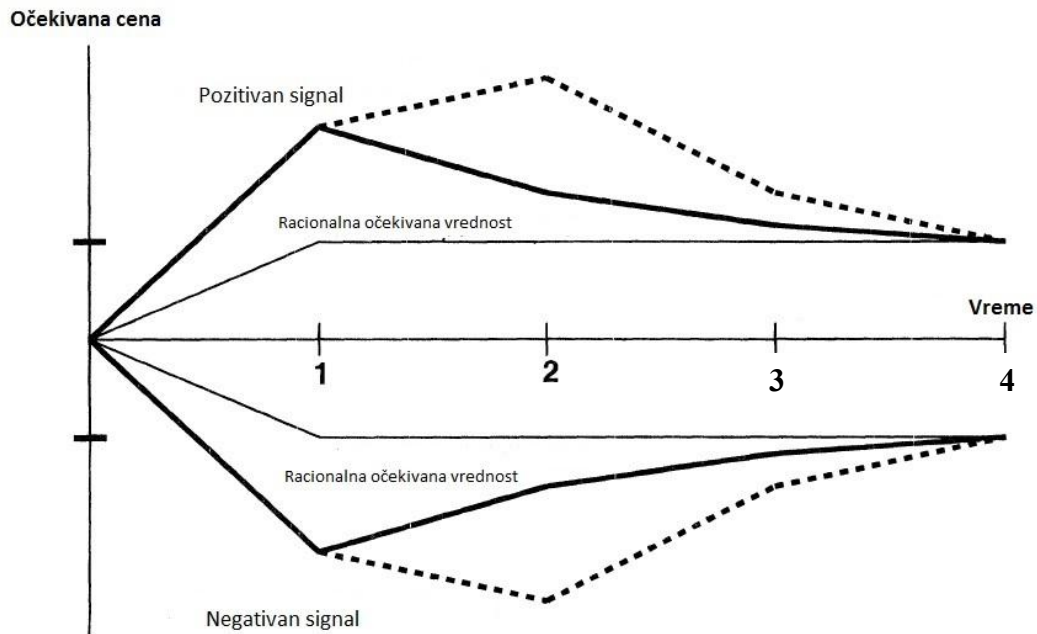 Očekivana cena
Pozitivan signal
Racionalna očekivana vrednost
Vreme
1
2
3
4
Racionalna očekivana vrednost
Negativan signal